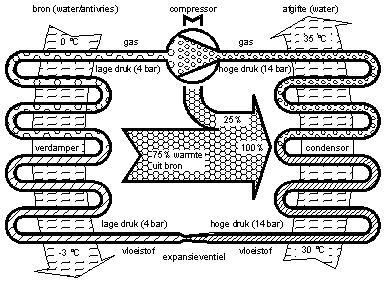 bron (water/antivries)
compressor
afgifte (water)
0 °C
gas
gas
35 °C
lage druk (4 bar)
hoge druk (14 bar)
25 %
verdamper
75 % warmte
uit bron
100 %
condensor
lage druk (4 bar)
hoge druk (14 bar)
-3 °C
vloeistof
expansieventiel
vloeistof
30 °C